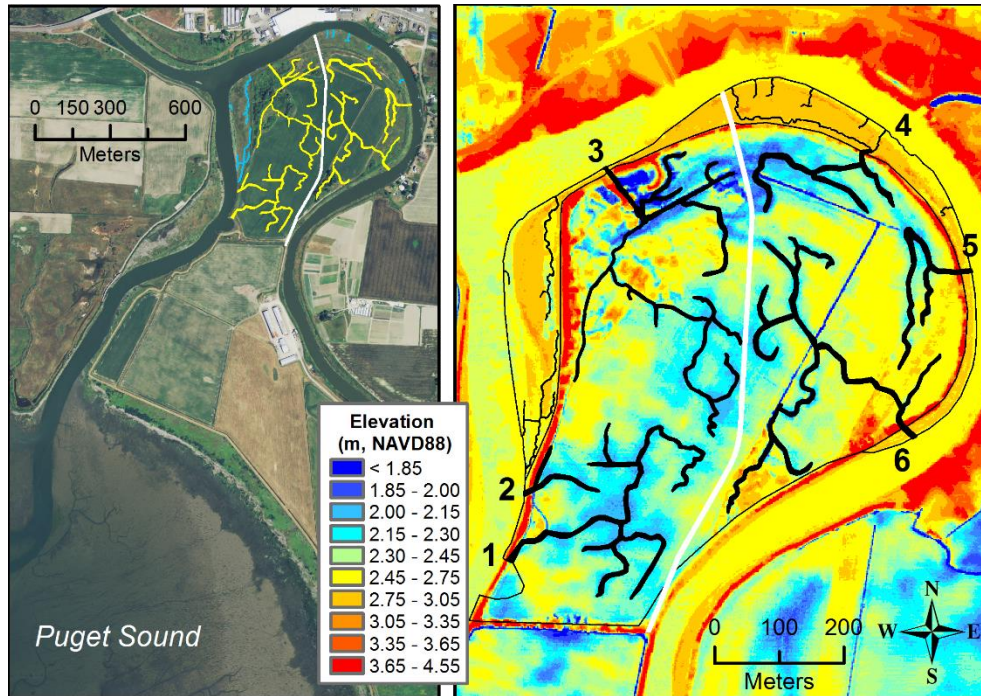 0 150 300 600
Meters
Puget Sound
Elevation
(m, NAVD88)
< 1.85
1.85 - 2.00
2.00 - 2.15
2.15 - 2.30
2.30 - 2.45
2.45 - 2.75
2.75 - 3.05
3.05 - 3.35
3.35 - 3.65
3.65 - 4.55
3
4
5
6
2
1
0 100 200
Meters
N
W E
S